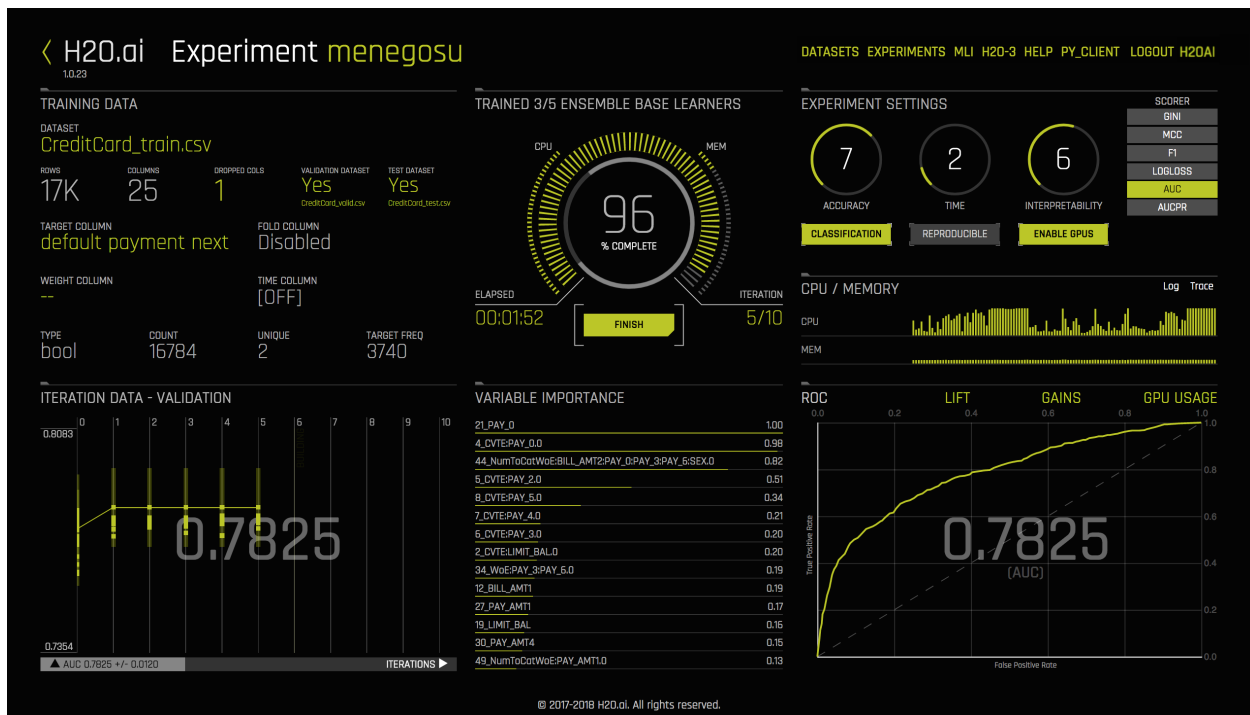 H2O.ai Experiment menegosu
1.0.23
DATASETS EXPERIMENTS MLI H2O-3 HELP PY_CLIENT LOGOUT H2OAI
TRAINING DATA
DATASET
CreditCard_train.csv
ROWS COLUMNS DROPPED COLS VALIDATION DATASET TEST DATASET
17K 25 1 Yes Yes
CreditCard_valid.csv CreditCard_test.csv
TARGET COLUMN FOLD COLUMN
default payment next Disabled
WEIGHT COLUMN TIME COLUMN
-- [OFF]
TYPE COUNT UNIQUE TARGET FREQ
bool 16784 2 3740
TRAINED 3/5 ENSEMBLE BASE LEARNERS
CPU MEM
96
% COMPLETE
ELAPSED ITERATION
00:01:52 5/10
FINISH
EXPERIMENT SETTINGS
7 2 6
ACCURACY TIME INTERPRETABILITY
CLASSIFICATION REPRODUCIBLE ENABLE GPUS
SCORER
GINI
MCC
F1
LOGLOSS
AUC
AUCPR
CPU / MEMORY Log Trace
CPU
MEM
ITERATION DATA - VALIDATION
0 1 2 3 4 5 6 7 8 9 10
0.8083
0.7825
0.7354
AUC 0.7825 +/- 0.0120 ITERATIONS
VARIABLE IMPORTANCE
21_PAY_0 1.00
4_CVTE:PAY_0.0 0.98
44_NumToCatWoE:BILL_AMT2:PAY_0:PAY_3:PAY_6:SEX.0 0.82
5_CVTE:PAY_2.0 0.51
8_CVTE:PAY_5.0 0.34
7_CVTE:PAY_4.0 0.21
6_CVTE:PAY_3.0 0.20
2_CVTE:LIMIT_BAL.0 0.20
34_WoE:PAY_3:PAY_6.0 0.19
12_BILL_AMT1 0.19
27_PAY_AMT1 0.17
19_LIMIT_BAL 0.16
30_PAY_AMT4 0.15
49_NumToCatWoE:PAY_AMT1.0 0.13
ROC LIFT GAINS GPU USAGE
0.0 0.2 0.4 0.6 0.8 1.0
1.0
0.8
0.6
0.4
0.2
0.0
True Positive Rate
0.7825
(AUC)
False Positive Rate
© 2017-2018 H2O.ai. All rights reserved.